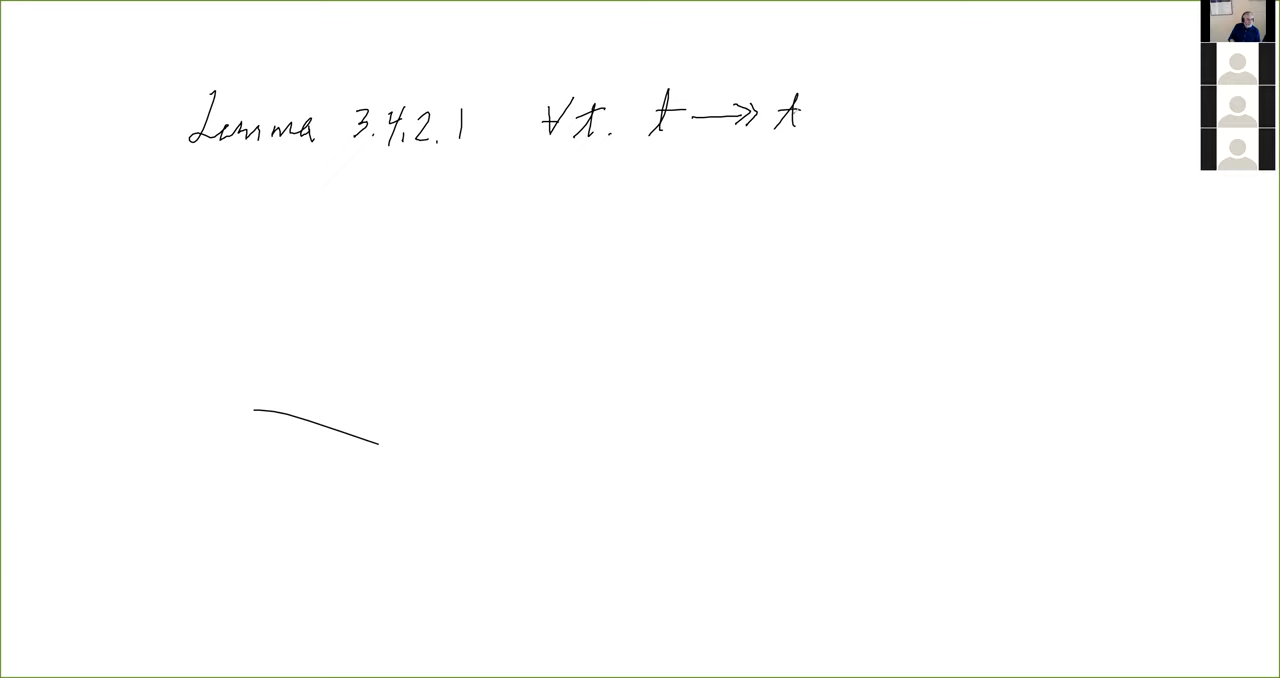 Lemma 3.4.2.1 ∀t. t ↠ t